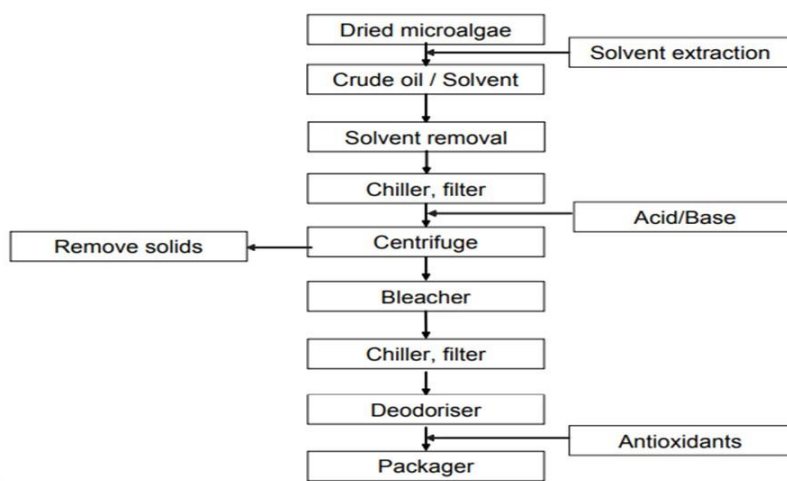 Dried microalgae
Solvent extraction
Crude oil / Solvent
Solvent removal
Chiller, filter
Acid/Base
Remove solids
Centrifuge
Bleacher
Chiller, filter
Deodoriser
Antioxidants
Packager